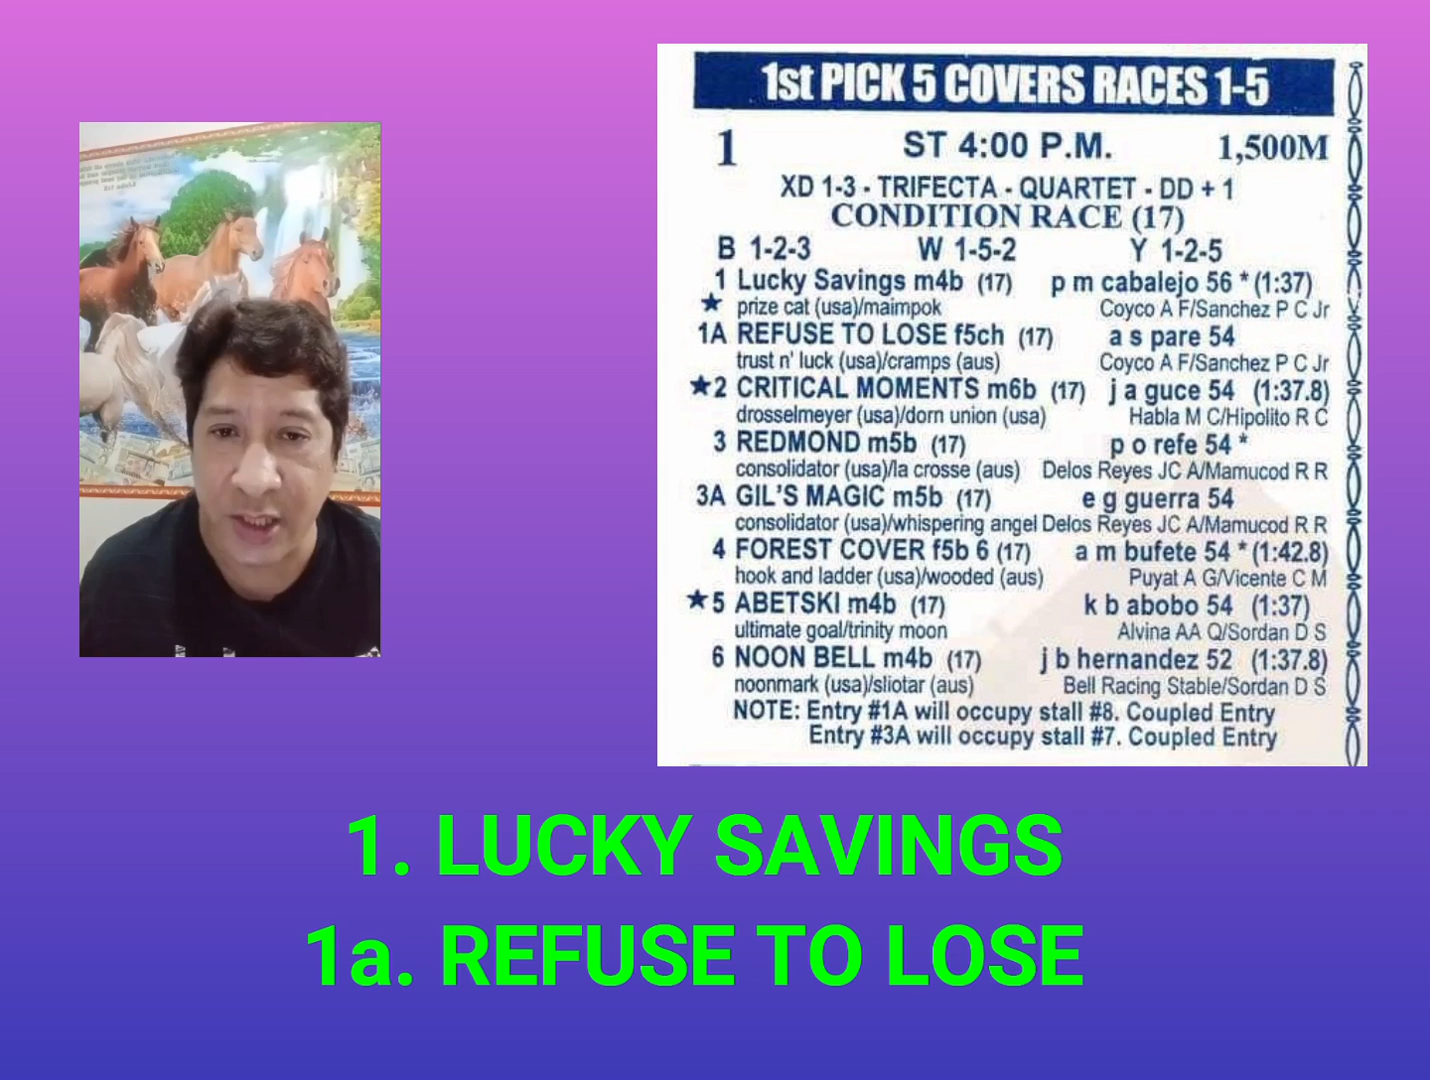 1st PICK 5 COVERS RACES 1-5
1 ST 4:00 P.M. 1,500M
XD 1-3 - TRIFECTA - QUARTET - DD + 1
CONDITION RACE (17)
B 1-2-3 W 1-5-2 Y 1-2-5
1 Lucky Savings m4b (17) p m cabalejo 56 * (1:37)
★ prize cat (usa)/maimpok Coyco A F/Sanchez P C Jr
1A REFUSE TO LOSE f5ch (17) a s pare 54
trust n' luck (usa)/cramps (aus) Coyco A F/Sanchez P C Jr
★2 CRITICAL MOMENTS m6b (17) j a guce 54 (1:37.8)
drosselmeyer (usa)/dorn union (usa) Habla M C/Hipolito R C
3 REDMOND m5b (17) p o refe 54 *
consolidator (usa)/la crosse (aus) Delos Reyes JC A/Mamucod R R
3A GIL'S MAGIC m5b (17) e g guerra 54
consolidator (usa)/whispering angel Delos Reyes JC A/Mamucod R R
4 FOREST COVER f5b 6 (17) a m bufete 54 * (1:42.8)
hook and ladder (usa)/wooded (aus) Puyat A G/Vicente C M
★5 ABETSKI m4b (17) k b abobo 54 (1:37)
ultimate goal/trinity moon Alvina AA Q/Sordan D S
6 NOON BELL m4b (17) j b hernandez 52 (1:37.8)
noonmark (usa)/sliotar (aus) Bell Racing Stable/Sordan D S
NOTE: Entry #1A will occupy stall #8. Coupled Entry
Entry #3A will occupy stall #7. Coupled Entry
1. LUCKY SAVINGS
1a. REFUSE TO LOSE